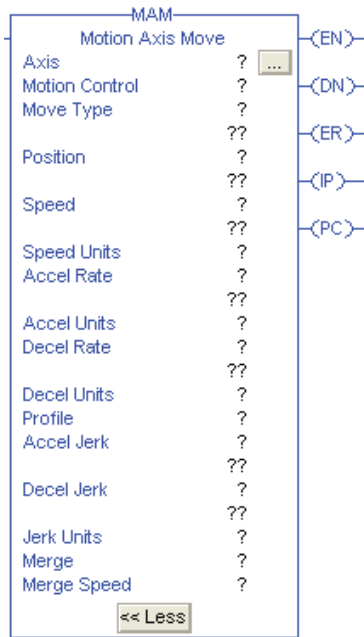 MAM
Motion Axis Move
(EN)
Axis ? ...
Motion Control ?
(DN)
Move Type ?
??
(ER)
Position ?
??
(IP)
Speed ?
??
(PC)
Speed Units ?
Accel Rate ?
??
Accel Units ?
Decel Rate ?
??
Decel Units ?
Profile ?
Accel Jerk ?
??
Decel Jerk ?
??
Jerk Units ?
Merge ?
Merge Speed ?
<< Less